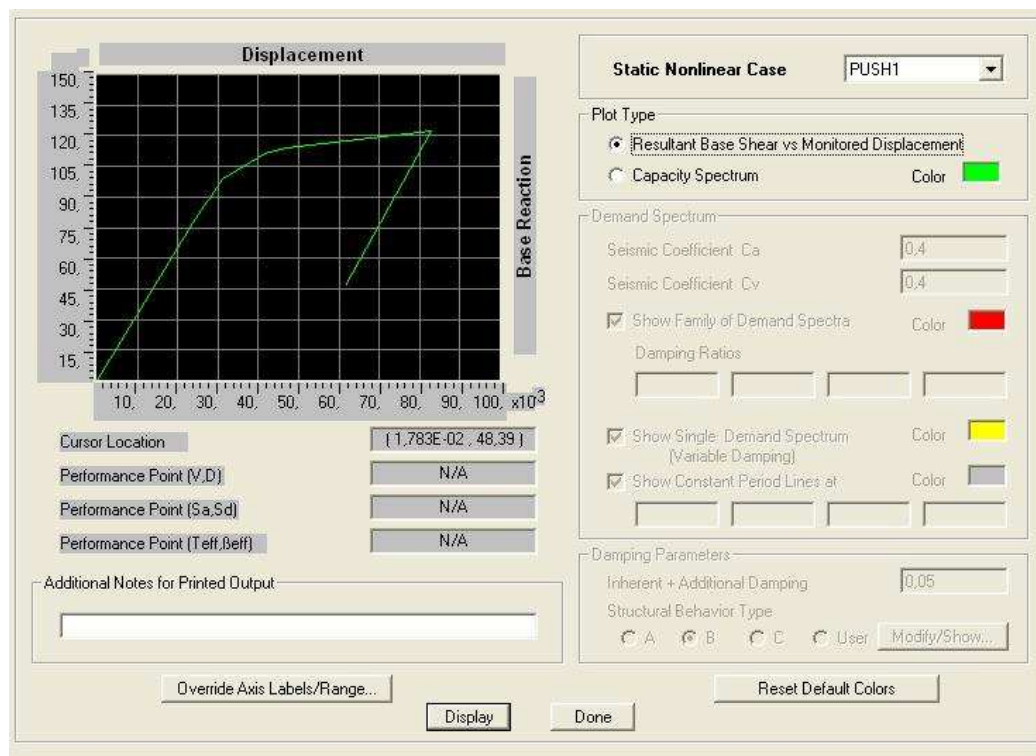 Displacement
150,
135,
120,
105,
90,
75,
60,
45,
30,
15,
Base Reaction
10, 20, 30, 40, 50, 60, 70, 80, 90, 100, x10-3
Cursor Location (1,783E-02 , 48,39 )
Performance Point (V,D) N/A
Performance Point (Sa,Sd) N/A
Performance Point (Teff,βeff) N/A
Additional Notes for Printed Output
Override Axis Labels/Range...
Static Nonlinear Case PUSH1
Plot Type
Resultant Base Shear vs Monitored Displacement
Capacity Spectrum Color
Demand Spectrum
Seismic Coefficient Ca 0,4
Seismic Coefficient Cv 0,4
Show Family of Demand Spectra Color
Damping Ratios
Show Single Demand Spectrum Color
(Variable Damping)
Show Constant Period Lines at Color
Damping Parameters
Inherent + Additional Damping 0,05
Structural Behavior Type
A B C User Modify/Show...
Reset Default Colors
Display Done